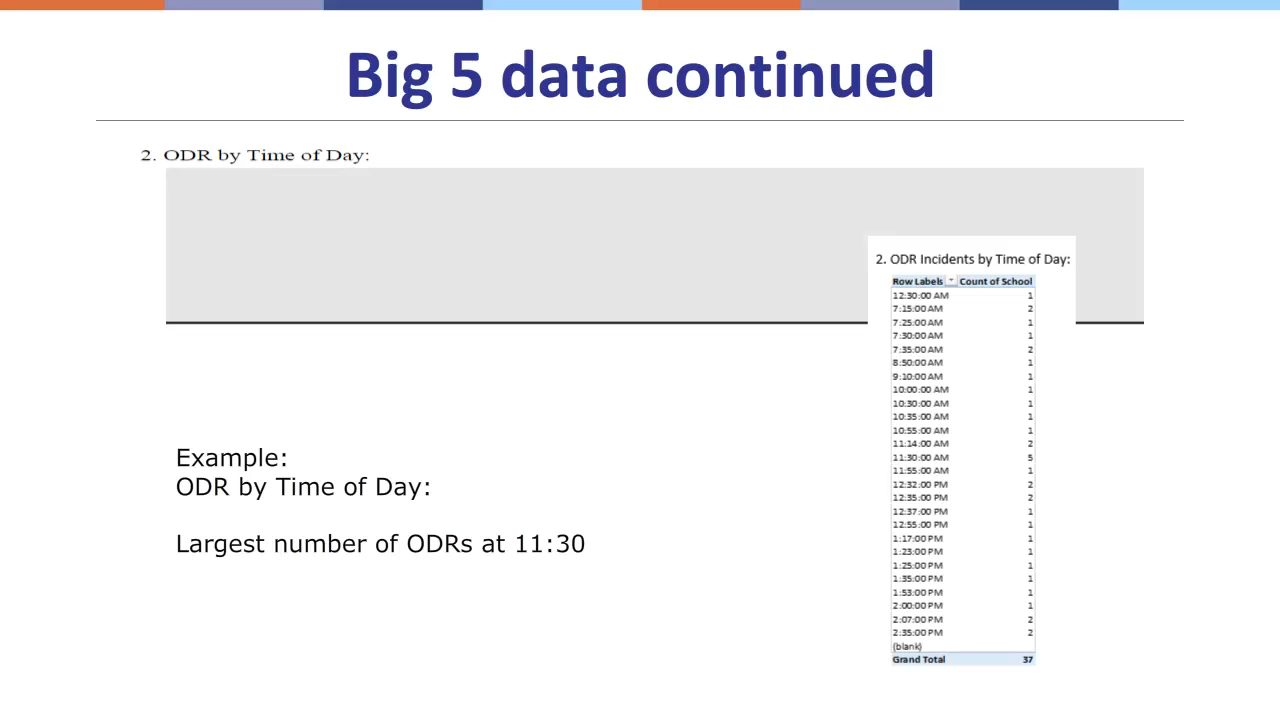 Big 5 data continued
2. ODR by Time of Day:
2. ODR Incidents by Time of Day:
Row Labels Count of School
12:30:00 AM 1
7:15:00 AM 2
7:25:00 AM 1
7:30:00 AM 1
7:35:00 AM 2
8:50:00 AM 1
9:10:00 AM 1
10:00:00 AM 1
10:30:00 AM 1
10:35:00 AM 1
10:55:00 AM 1
11:14:00 AM 2
11:30:00 AM 5
11:55:00 AM 1
12:32:00 PM 2
12:35:00 PM 2
12:37:00 PM 1
12:55:00 PM 1
1:17:00 PM 1
1:23:00 PM 1
1:25:00 PM 1
1:35:00 PM 1
1:53:00 PM 1
2:00:00 PM 1
2:07:00 PM 2
2:35:00 PM 2
(blank)
Grand Total 37
Example:
ODR by Time of Day:
Largest number of ODRs at 11:30